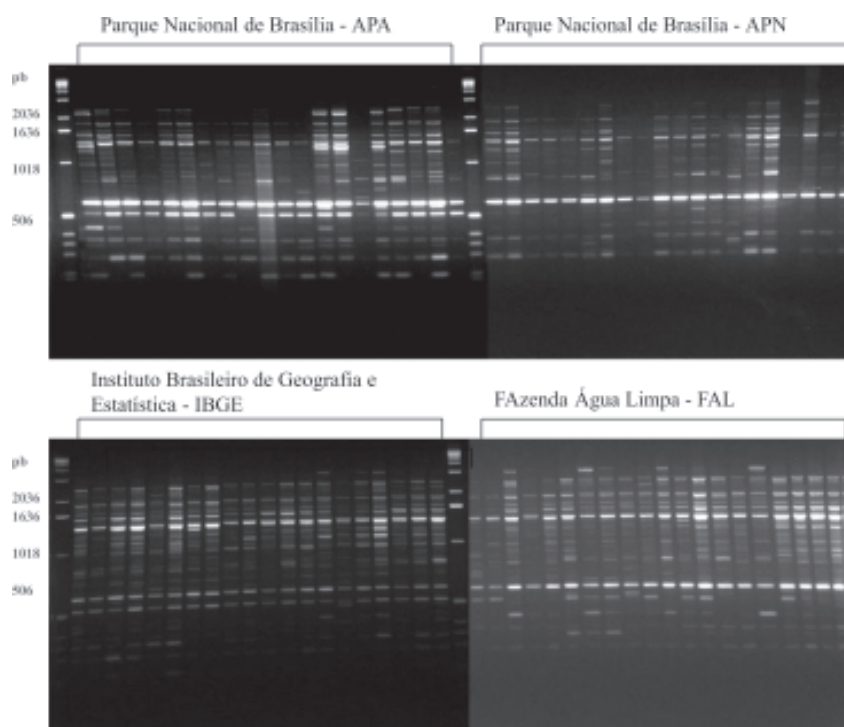 Parque Nacional de Brasília - APA
Parque Nacional de Brasília - APN
pb
2036
1636
1018
506
Instituto Brasileiro de Geografia e
Estatística - IBGE
FAzenda Água Limpa - FAL
pb
2036
1636
1018
506